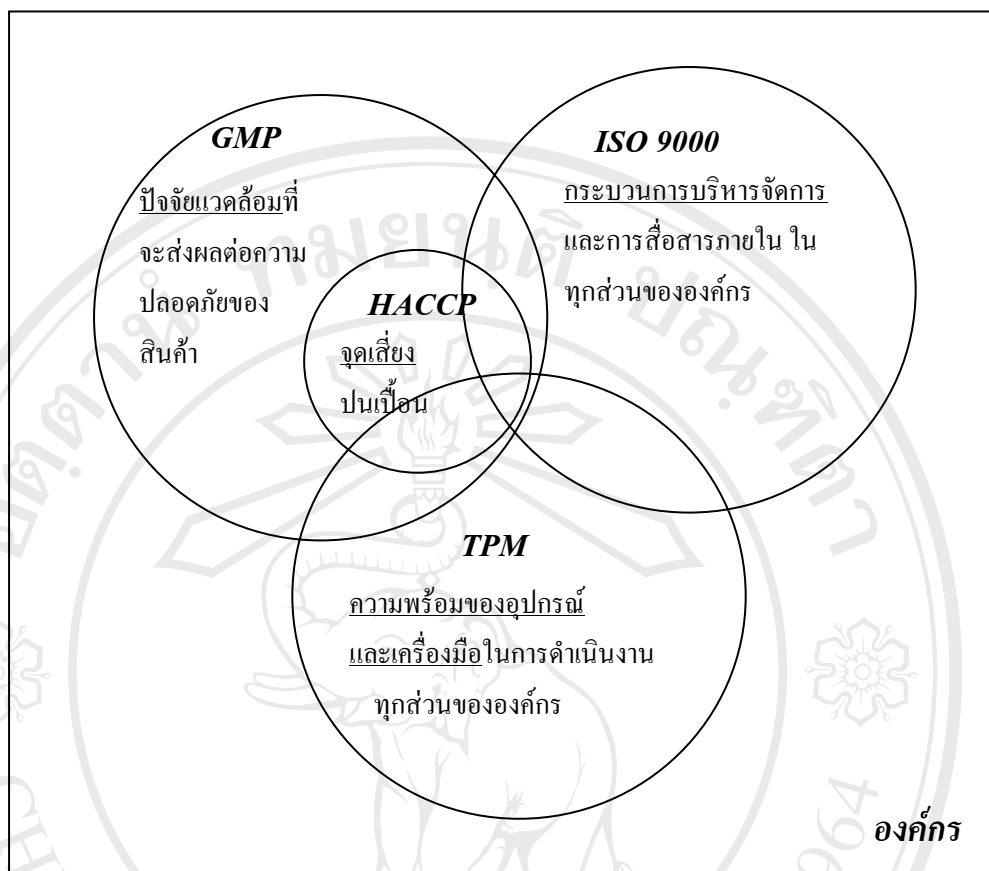 GMP
ปัจจัยแวดล้อมที่
จะส่งผลต่อความ
ปลอดภัยของ
สินค้า
ISO 9000
กระบวนการบริหารจัดการ
และการสื่อสารภายใน ใน
ทุกส่วนขององค์กร
HACCP
จุดเสี่ยง
ปนเปื้อน
TPM
ความพร้อมของอุปกรณ์
และเครื่องมือในการดำเนินงาน
ทุกส่วนขององค์กร
องค์กร